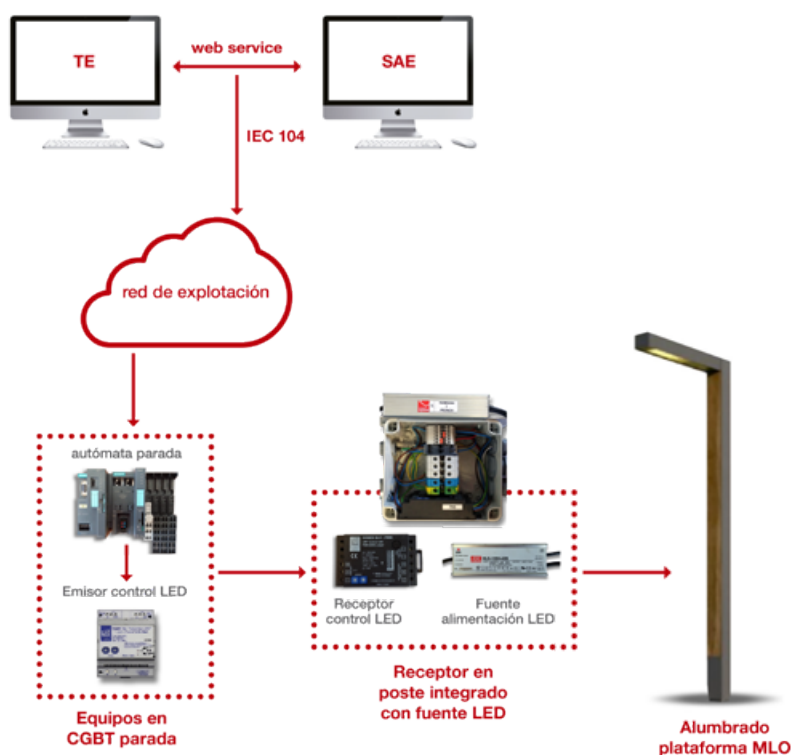 TE
web service
SAE
IEC 104
red de explotación
autómata parada
Emisor control LED
Receptor
control LED
Fuente
alimentación LED
Equipos en
CGBT parada
Receptor en
poste integrado
con fuente LED
Alumbrado
plataforma MLO